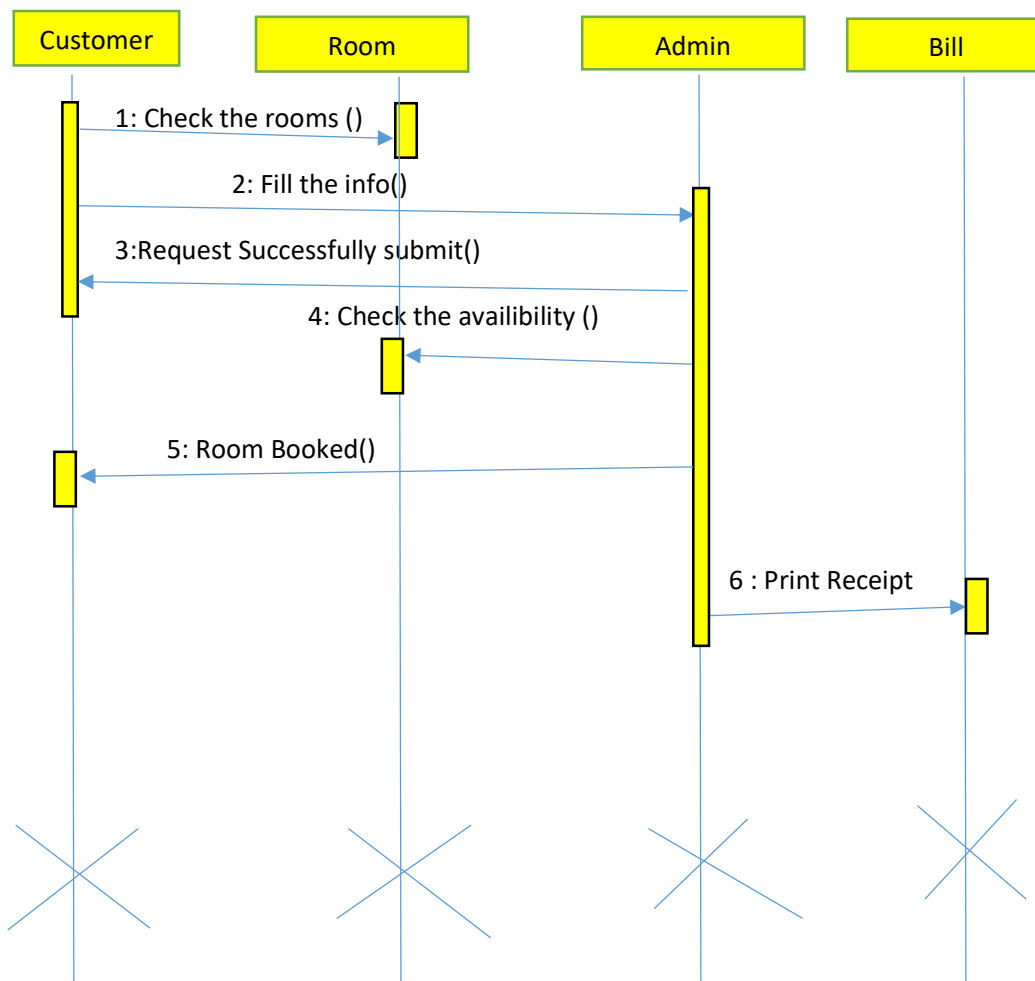 Customer
Room
Admin
Bill
1: Check the rooms ()
2: Fill the info()
3:Request Successfully submit()
4: Check the availibility ()
5: Room Booked()
6 : Print Receipt